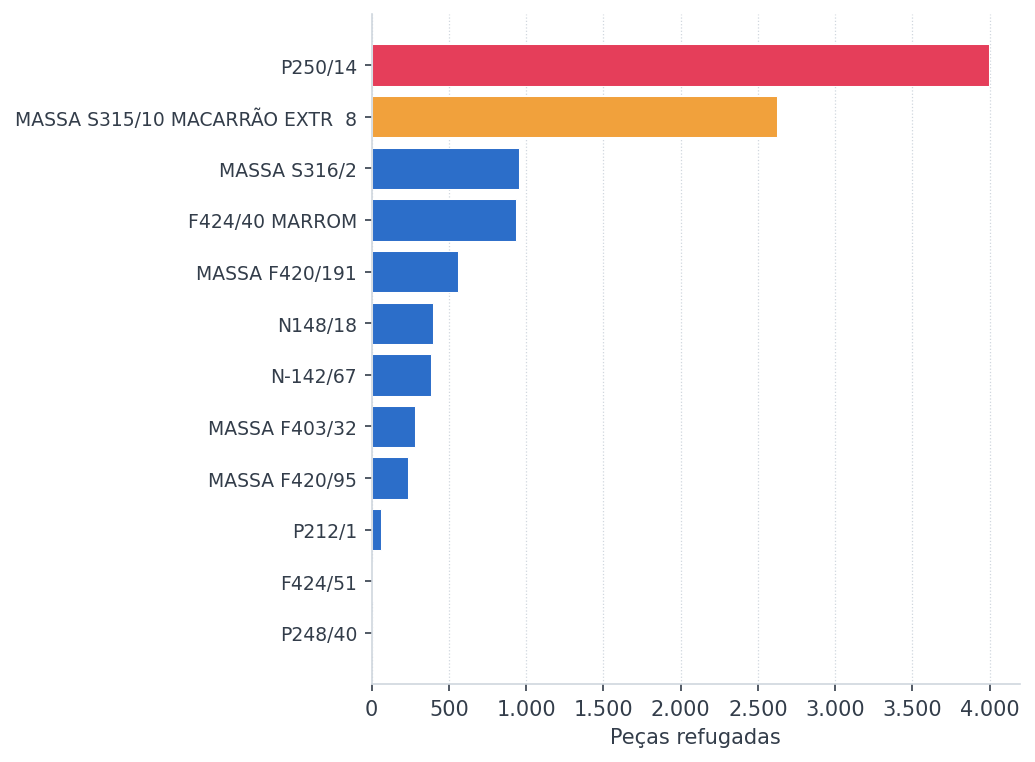 P250/14
MASSA S315/10 MACARRÃO EXTR  8
MASSA S316/2
F424/40 MARROM
MASSA F420/191
N148/18
N-142/67
MASSA F403/32
MASSA F420/95
P212/1
F424/51
P248/40
0 500 1.000 1.500 2.000 2.500 3.000 3.500 4.000
Peças refugadas